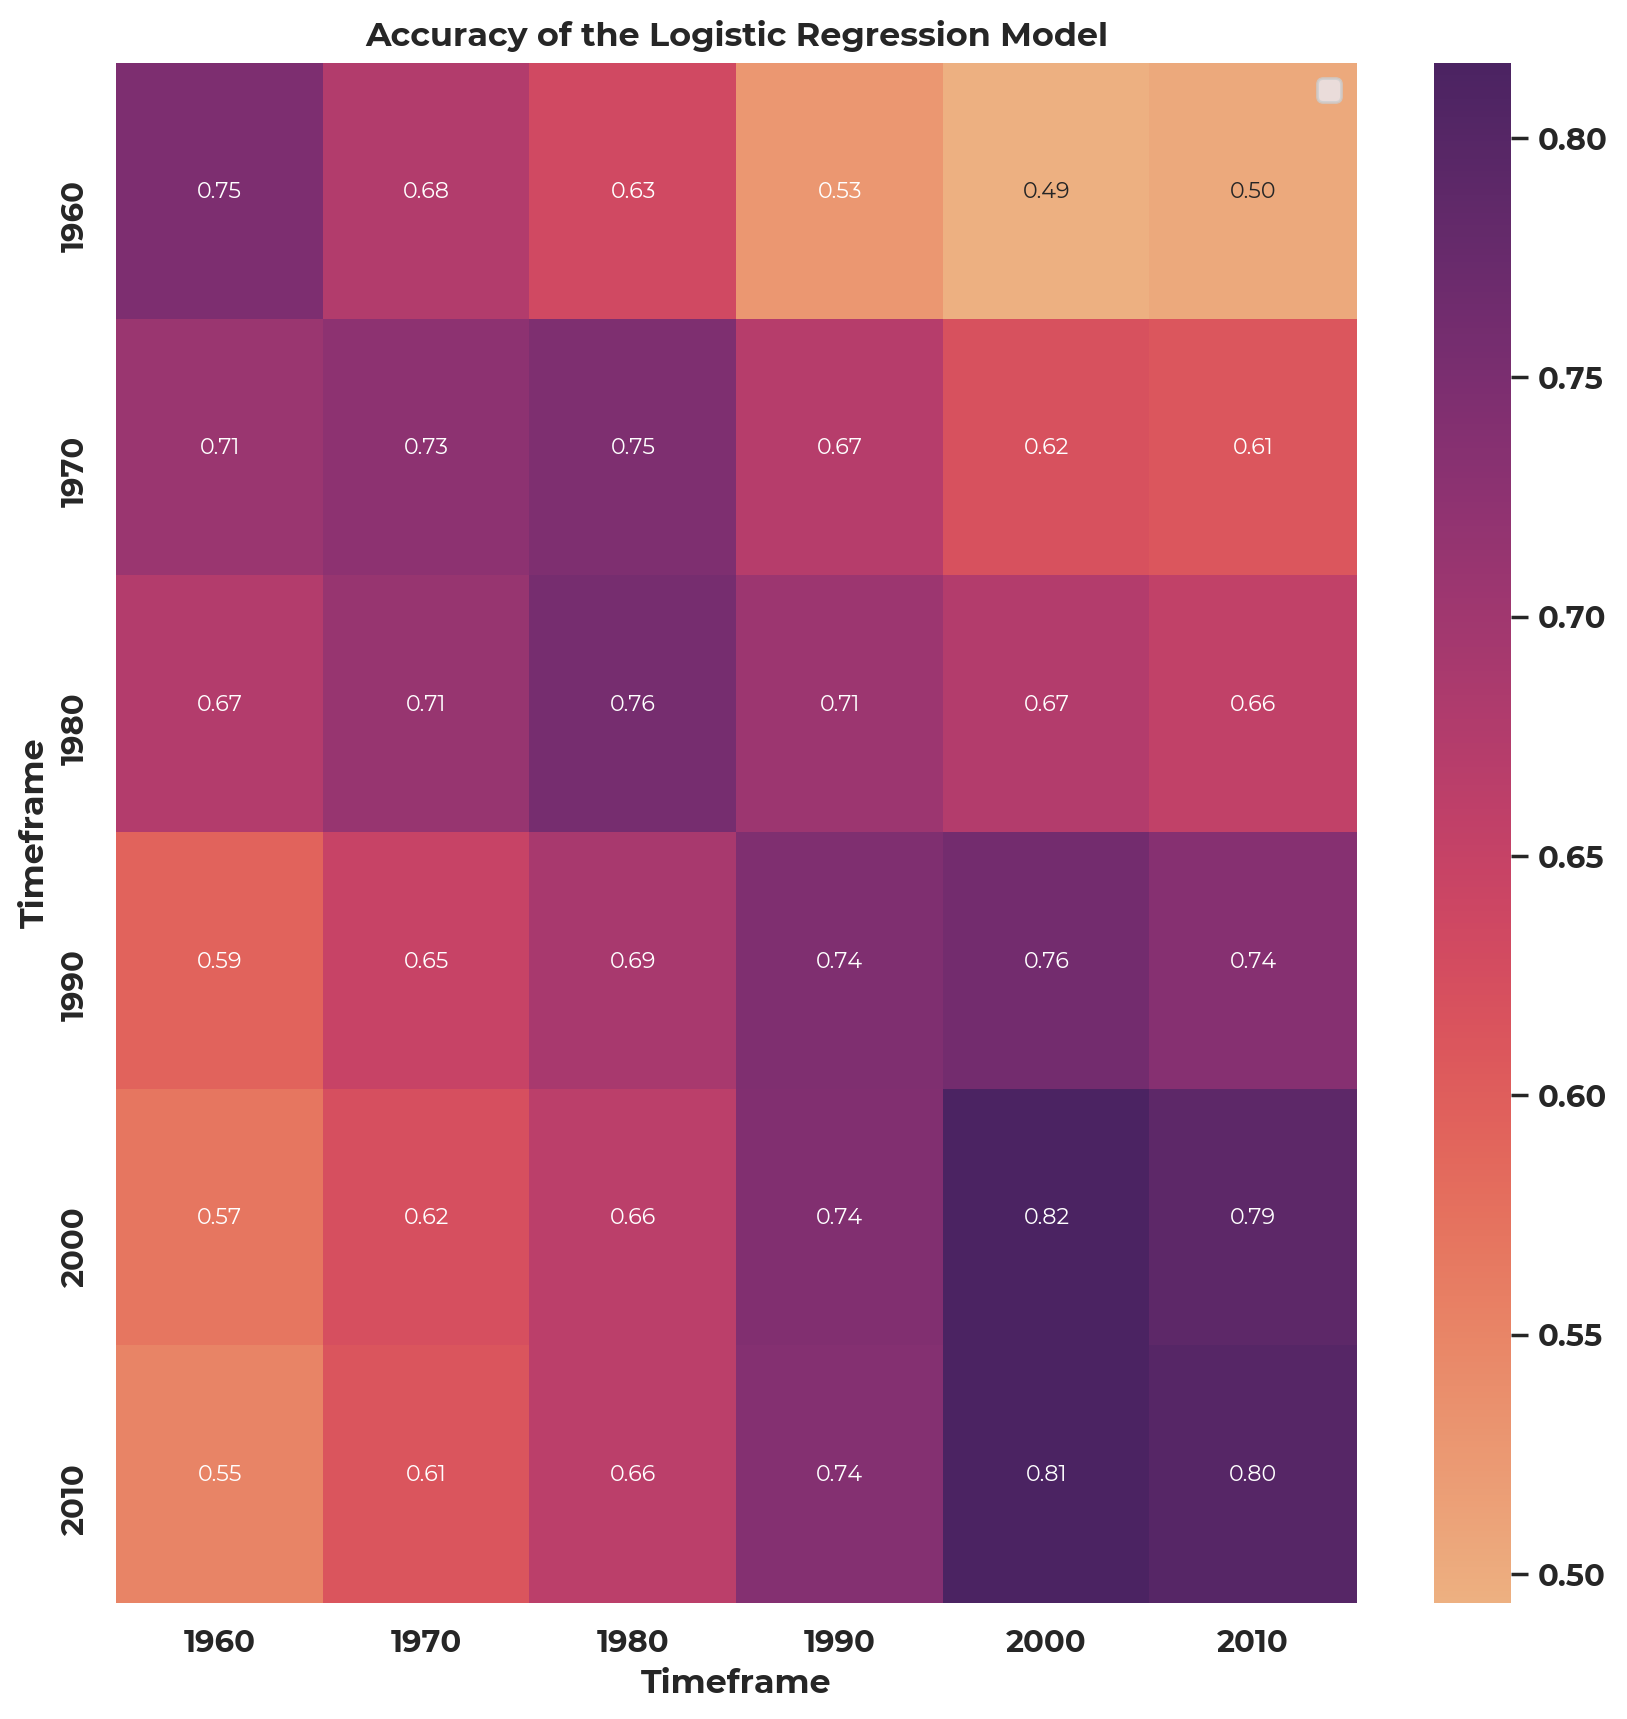 Accuracy of the Logistic Regression Model
1960
0.75 0.68 0.63 0.53 0.49 0.50
1970
0.71 0.73 0.75 0.67 0.62 0.61
1980
0.67 0.71 0.76 0.71 0.67 0.66
1990
0.59 0.65 0.69 0.74 0.76 0.74
2000
0.57 0.62 0.66 0.74 0.82 0.79
2010
0.55 0.61 0.66 0.74 0.81 0.80
Timeframe
1960 1970 1980 1990 2000 2010
Timeframe
0.80
0.75
0.70
0.65
0.60
0.55
0.50